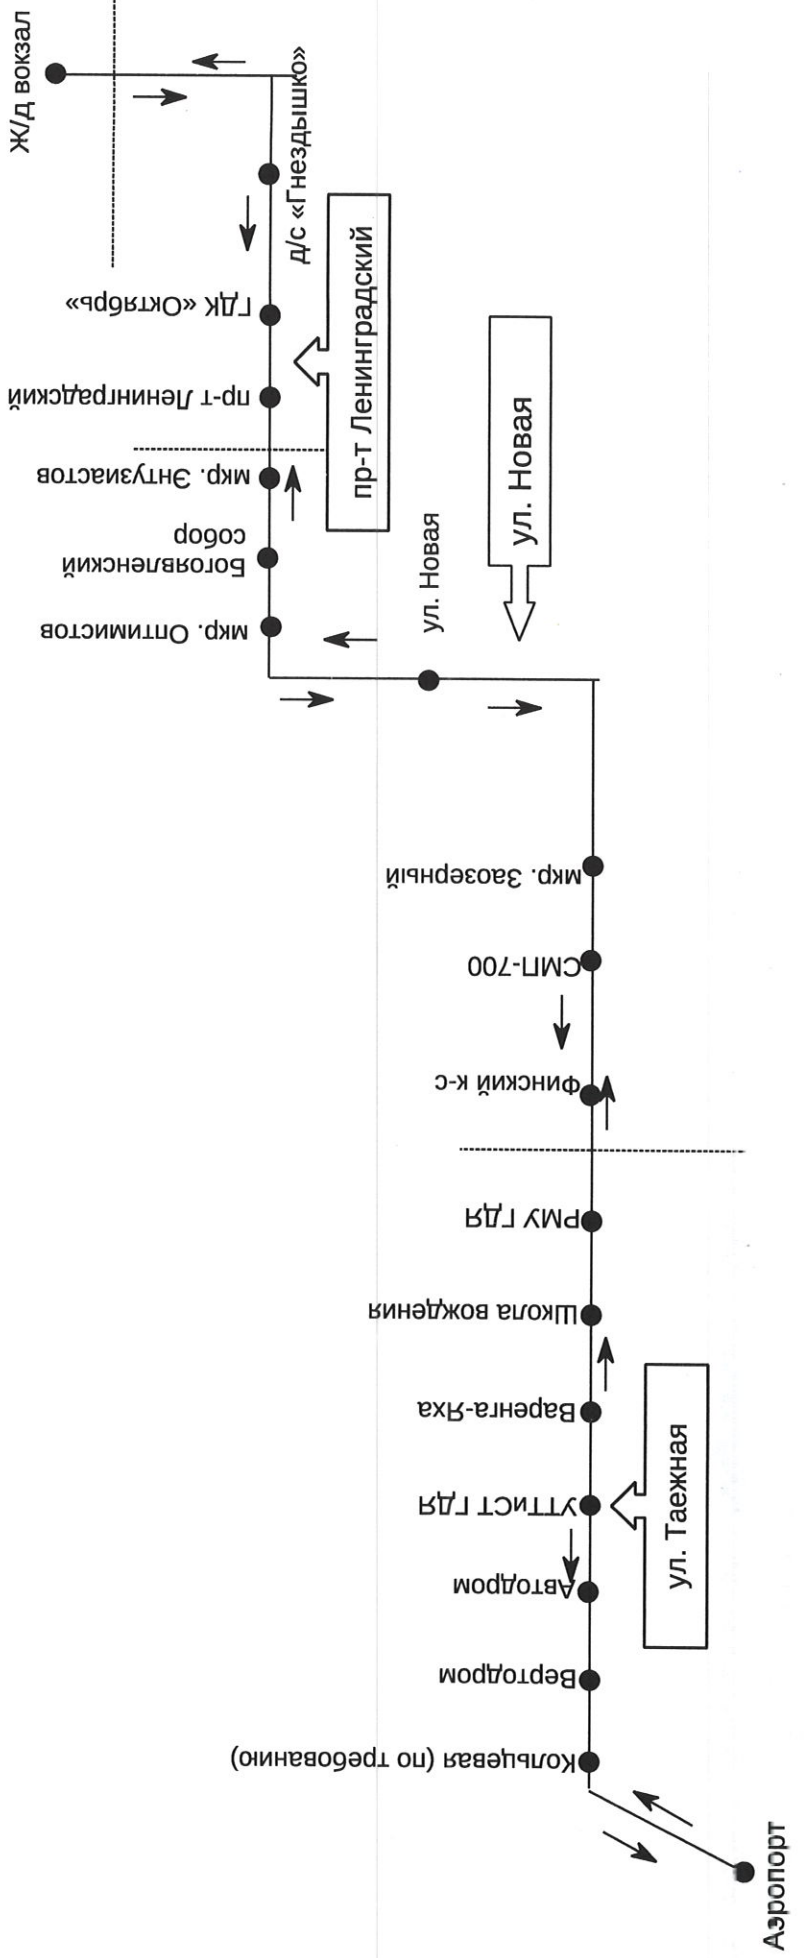 Ж/д вокзал
д/с «Гнездышко»
ГДК «Октябрь»
пр-т Ленинградский
пр-т Ленинградский
мкр. Энтузиастов
Богоявленский
собор
мкр. Оптимистов
ул. Новая
ул. Новая
мкр. Заозерный
СМП-700
Финский к-с
РМУ ГДЯ
Школа вождения
Варенга-Яха
УТТиСТ ГДЯ
ул. Таежная
Автодром
Вертодром
Кольцевая (по требованию)
Аэропорт